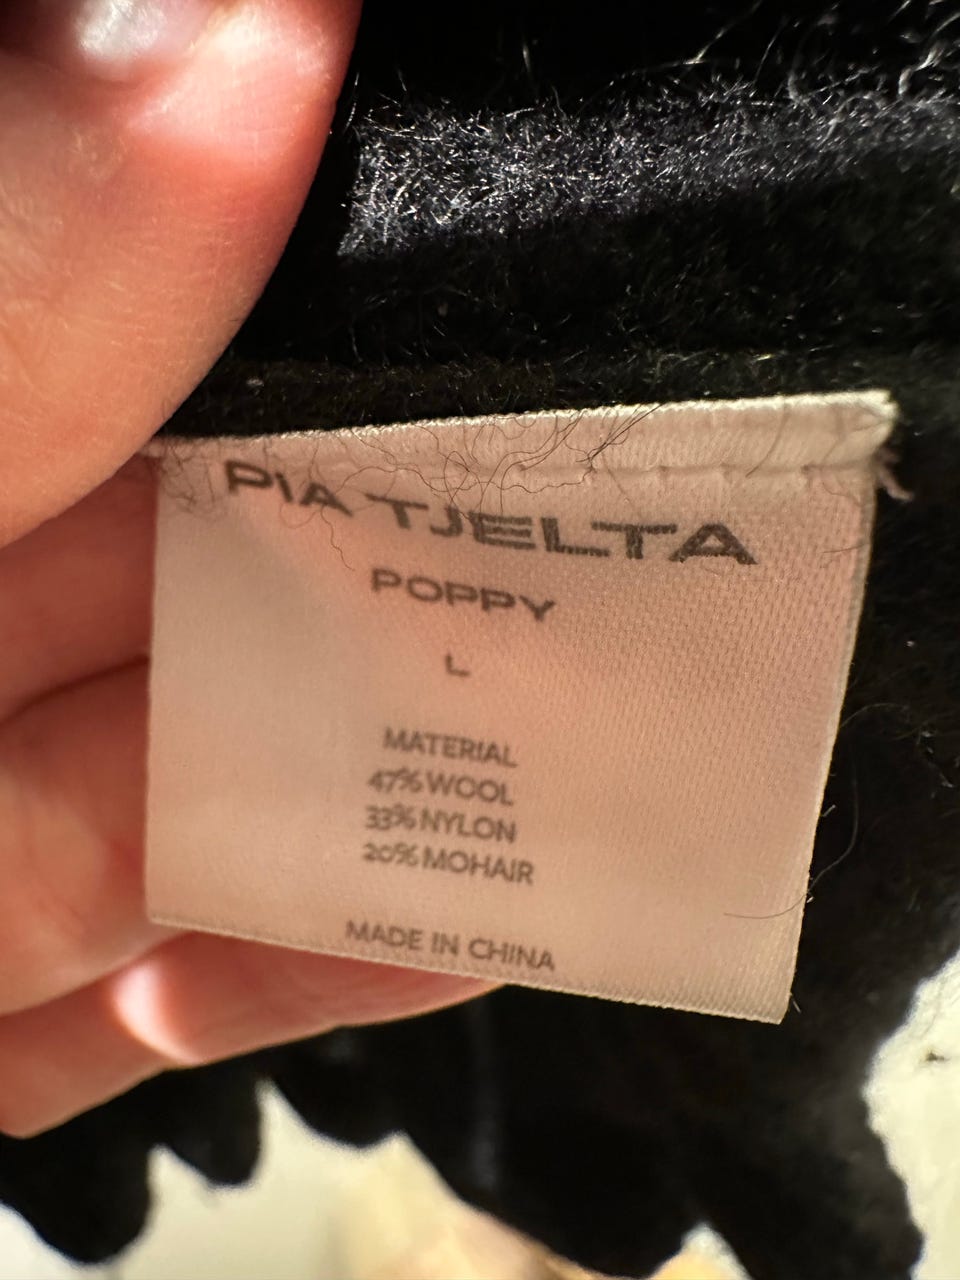 PIA TJELTA
POPPY
L
MATERIAL
47% WOOL
33% NYLON
20% MOHAIR
MADE IN CHINA